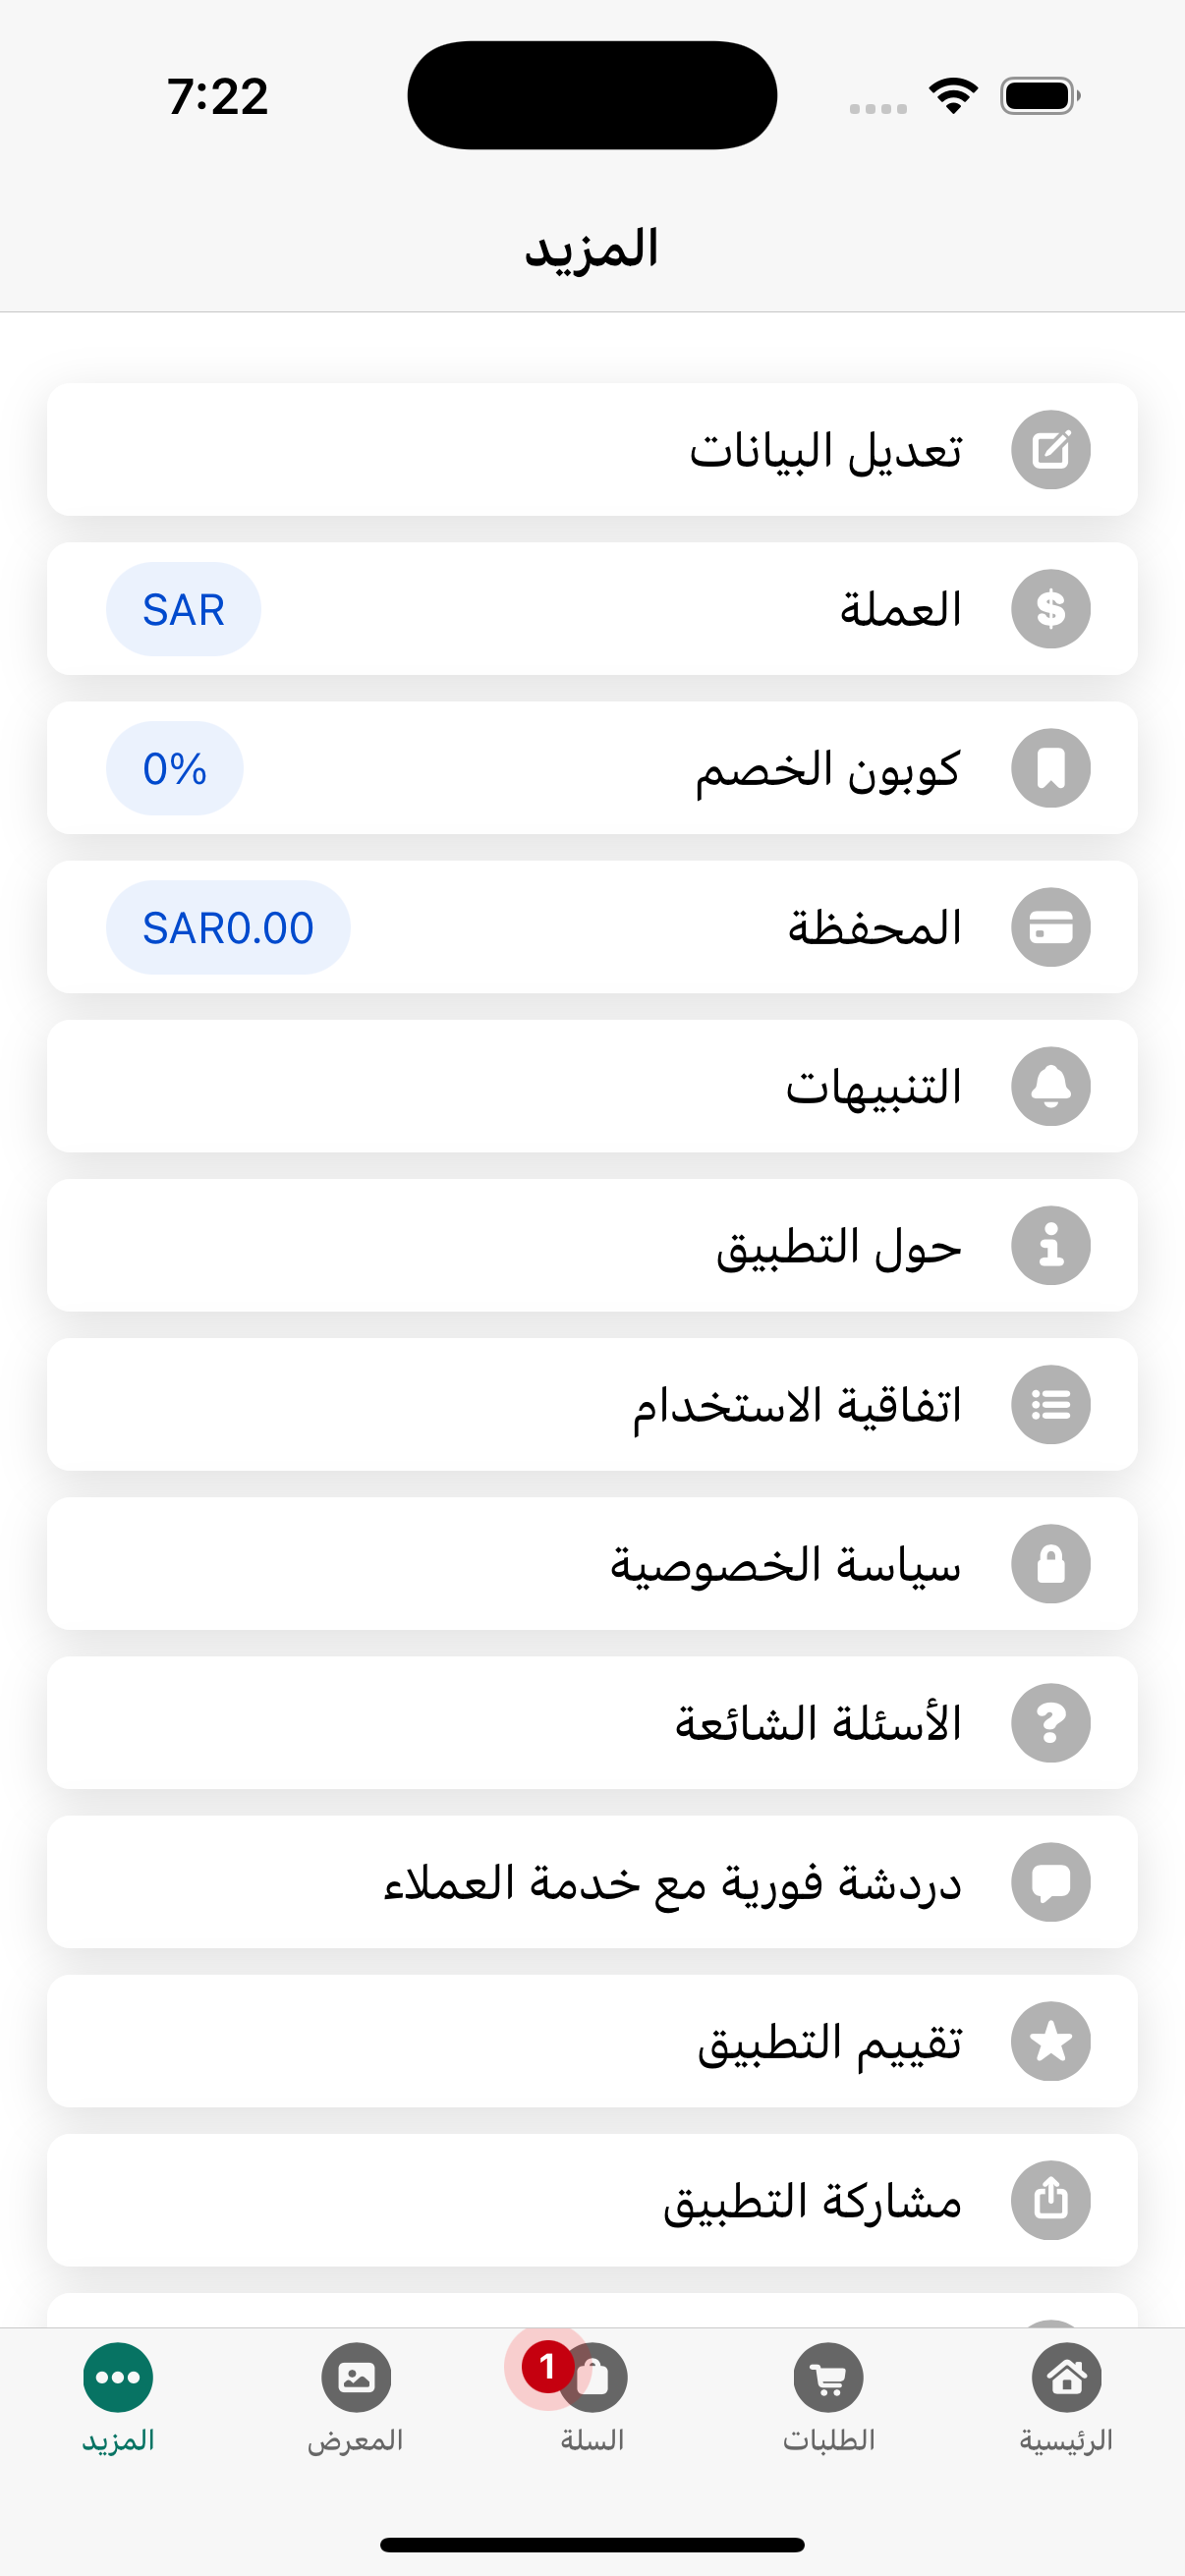 7:22
المزيد
تعديل البيانات
العملة SAR
كوبون الخصم 0%
المحفظة SAR0.00
التنبيهات
حول التطبيق
اتفاقية الاستخدام
سياسة الخصوصية
الأسئلة الشائعة
دردشة فورية مع خدمة العملاء
تقييم التطبيق
مشاركة التطبيق
1
الرئيسية الطلبات السلة المعرض المزيد